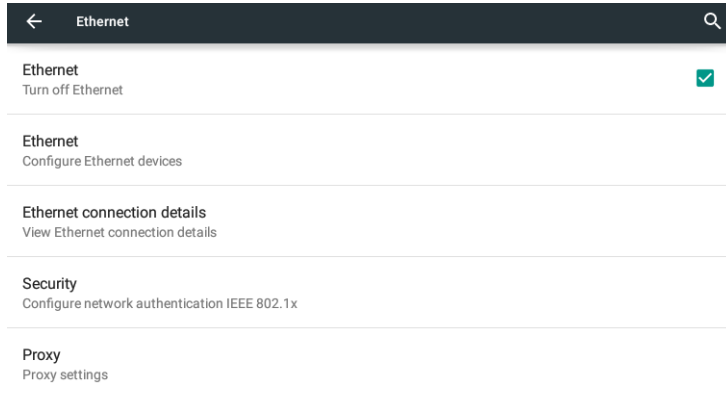 Ethernet
Ethernet
Turn off Ethernet
Ethernet
Configure Ethernet devices
Ethernet connection details
View Ethernet connection details
Security
Configure network authentication IEEE 802.1x
Proxy
Proxy settings